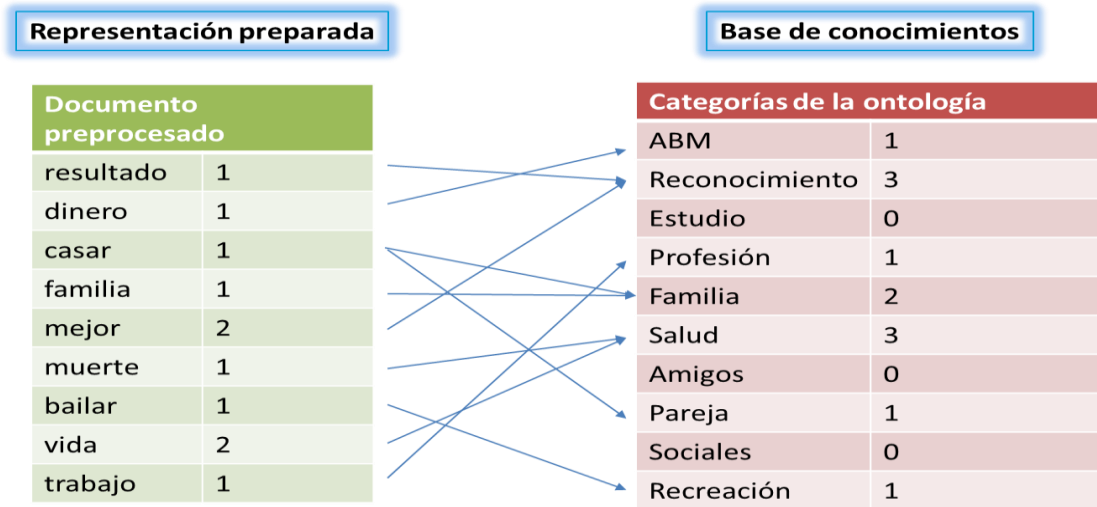 Representación preparada
Base de conocimientos
Documento
preprocesado
resultado 1
dinero 1
casar 1
familia 1
mejor 2
muerte 1
bailar 1
vida 2
trabajo 1
Categorías de la ontología
ABM 1
Reconocimiento 3
Estudio 0
Profesión 1
Familia 2
Salud 3
Amigos 0
Pareja 1
Sociales 0
Recreación 1